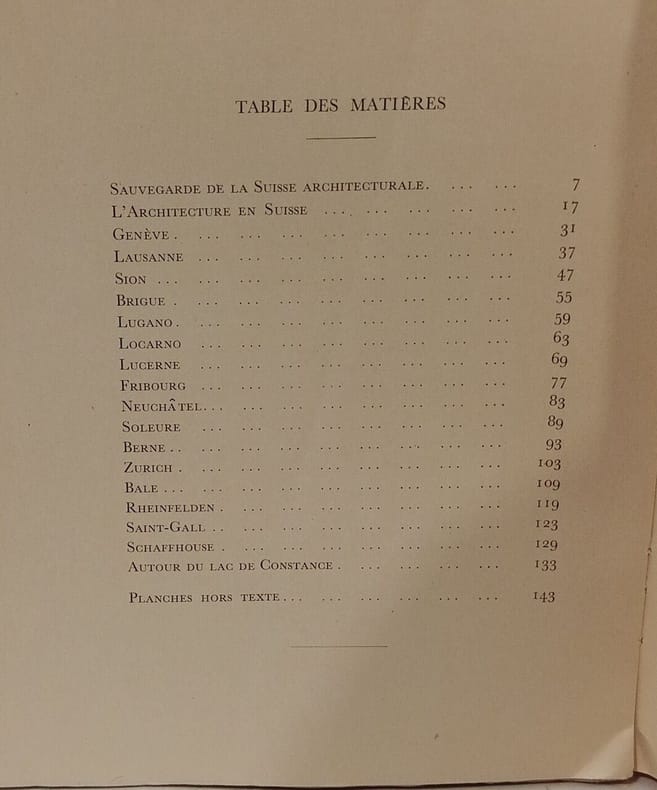 TABLE DES MATIÈRES
SAUVEGARDE DE LA SUISSE ARCHITECTURALE. ... ... 7
L'ARCHITECTURE EN SUISSE ... ... ... ... ... 17
GENÈVE . ... ... ... ... ... ... ... ... 31
LAUSANNE ... ... ... ... ... ... ... ... 37
SION ... ... ... ... ... ... ... ... ... 47
BRIGUE . ... ... ... ... ... ... ... ... 55
LUGANO . ... ... ... ... ... ... ... ... 59
LOCARNO ... ... ... ... ... ... ... ... 63
LUCERNE ... ... ... ... ... ... ... ... 69
FRIBOURG ... ... ... ... ... ... ... ... 77
NEUCHÂTEL... ... ... ... ... ... ... ... 83
SOLEURE ... ... ... ... ... ... ... ... 89
BERNE .. ... ... ... ... ... ... ... ... 93
ZURICH . ... ... ... ... ... ... ... ... 103
BALE ... ... ... ... ... ... ... ... ... 109
RHEINFELDEN . ... ... ... ... ... ... ... 119
SAINT-GALL .. ... ... ... ... ... ... ... 123
SCHAFFHOUSE . ... ... ... ... ... ... ... 129
AUTOUR DU LAC DE CONSTANCE . ... ... ... ... 133
PLANCHES HORS TEXTE... ... ... ... ... ... 143